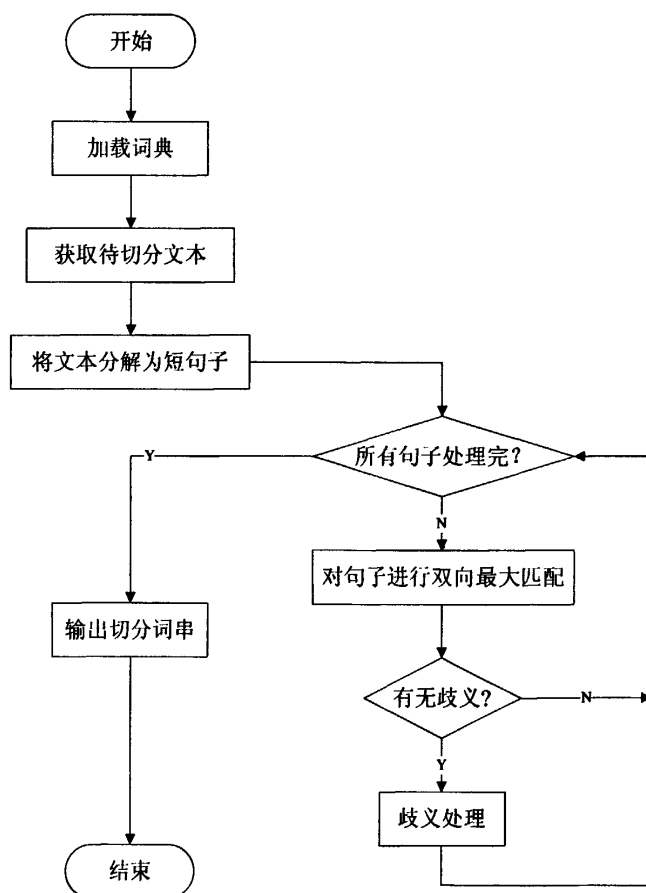 开始
加载词典
获取待切分文本
将文本分解为短句子
所有句子处理完?
Y
N
对句子进行双向最大匹配
输出切分词串
有无歧义?
N
Y
歧义处理
结束